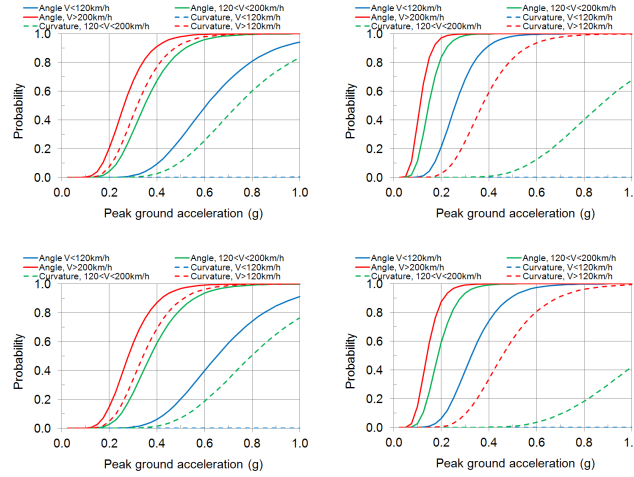 Angle V<120km/h Angle, 120<V<200km/h
Angle, V>200km/h Curvature, V<120km/h
Curvature, 120<V<200km/h Curvature, V>120km/h
1.0
0.8
0.6
0.4
0.2
0.0
Probability
0.0 0.2 0.4 0.6 0.8 1.0
Peak ground acceleration (g)
Angle V<120km/h Angle, 120<V<200km/h
Angle, V>200km/h Curvature, V<120km/h
Curvature, 120<V<200km/h Curvature, V>120km/h
1.0
0.8
0.6
0.4
0.2
0.0
Probability
0.0 0.2 0.4 0.6 0.8 1.
Peak ground acceleration (g)
Angle V<120km/h Angle, 120<V<200km/h
Angle, V>200km/h Curvature, V<120km/h
Curvature, 120<V<200km/h Curvature, V>120km/h
1.0
0.8
0.6
0.4
0.2
0.0
Probability
0.0 0.2 0.4 0.6 0.8 1.0
Peak ground acceleration (g)
Angle V<120km/h Angle, 120<V<200km/h
Angle, V>200km/h Curvature, V<120km/h
Curvature, 120<V<200km/h Curvature, V>120km/h
1.0
0.8
0.6
0.4
0.2
0.0
Probability
0.0 0.2 0.4 0.6 0.8 1.
Peak ground acceleration (g)